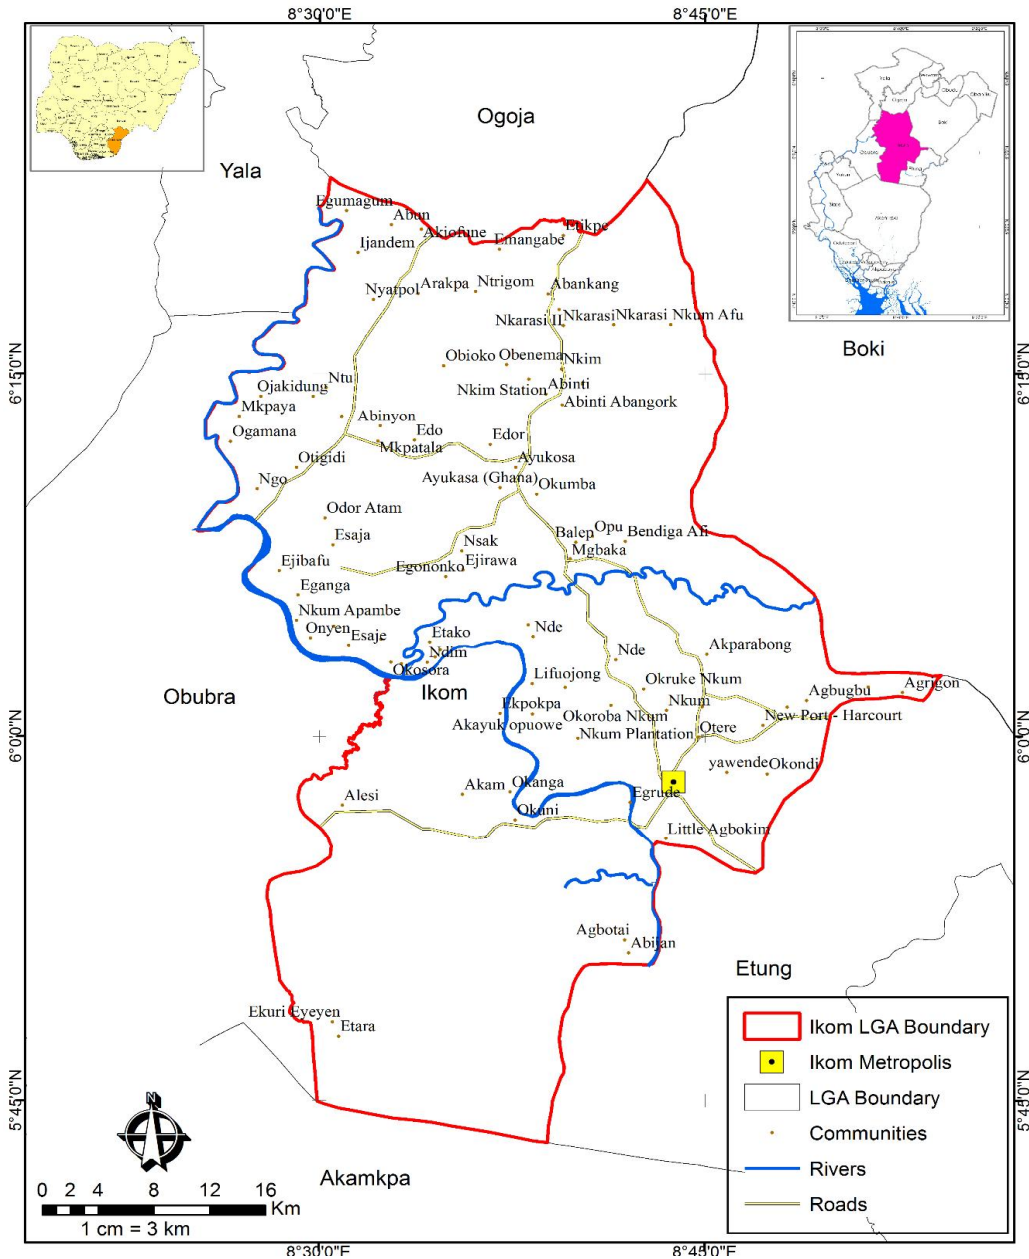 8°30'0"E
8°45'0"E
Ogoja
Yala
Boki
Egumagum
Abun
Akiofune
Etikpe
Emangabe
Ijandem
Nyatpol
Arakpa
Ntrigom
Abankang
Nkarasi II
Nkarasi
Nkarasi Nkum Afu
Obioko
Obenema
Nkim
6°15'0"N
6°15'0"N
Ntu
Ojakidung
Nkim Station
Abinti
Mkpaya
Abinti Abangork
Abinyon
Edo
Ogamana
Mkpatala
Edor
Otigidi
Ayukosa
Ngo
Ayukasa (Ghana)
Okumba
Odor Atam
Esaja
Nsak
Balep
Opu
Bendiga Afi
Mgbaka
Ejibafu
Egononko
Ejirawa
Eganga
Nkum Apambe
Onyen
Esaje
Etako
Nde
Ndim
Nde
Akparabong
Okosora
Obubra
Ikom
Lifuojong
Okruke Nkum
Agbugbu
Agrigon
Ekpokpa
Nkum
Akayuk opuowe
Okoroba Nkum
New Port - Harcourt
Nkum Plantation
Otere
6°0'0"N
6°0'0"N
yawende
Okondi
Akam
Okanga
Egrude
Alesi
Okuni
Little Agbokim
Agbotai
Abijan
Etung
Ekuri Eyeyen
Etara
5°45'0"N
5°45'0"N
Akamkpa
N
0 2 4 8 12 16
Km
1 cm = 3 km
Ikom LGA Boundary
Ikom Metropolis
LGA Boundary
Communities
Rivers
Roads
8°30'0"E
8°45'0"E